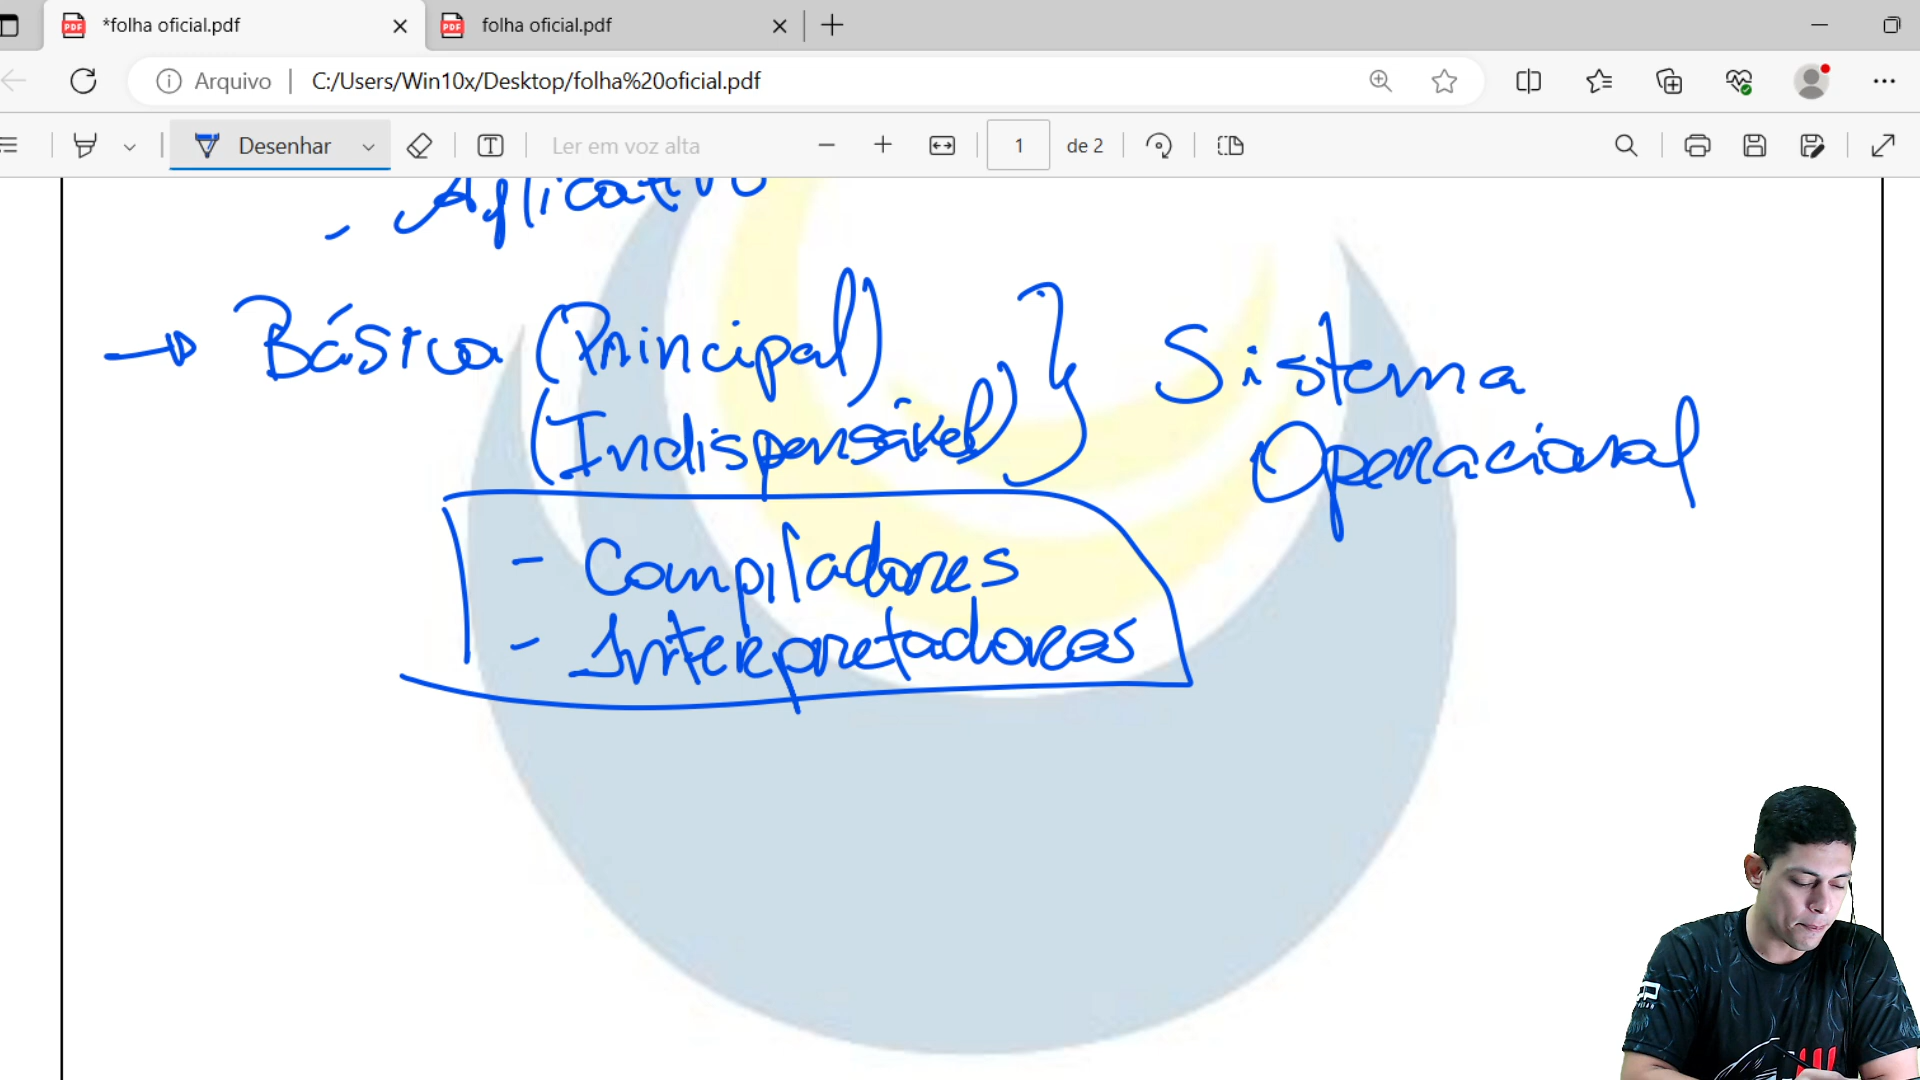 *folha oficial.pdf
folha oficial.pdf
Arquivo
C:/Users/Win10x/Desktop/folha%20oficial.pdf
Desenhar
Ler em voz alta
1
de 2
- Aplicativo
→ Básico (Principal)
(Indispensável)
} Sistema
Operacional
- Compiladores
- Interpretadores